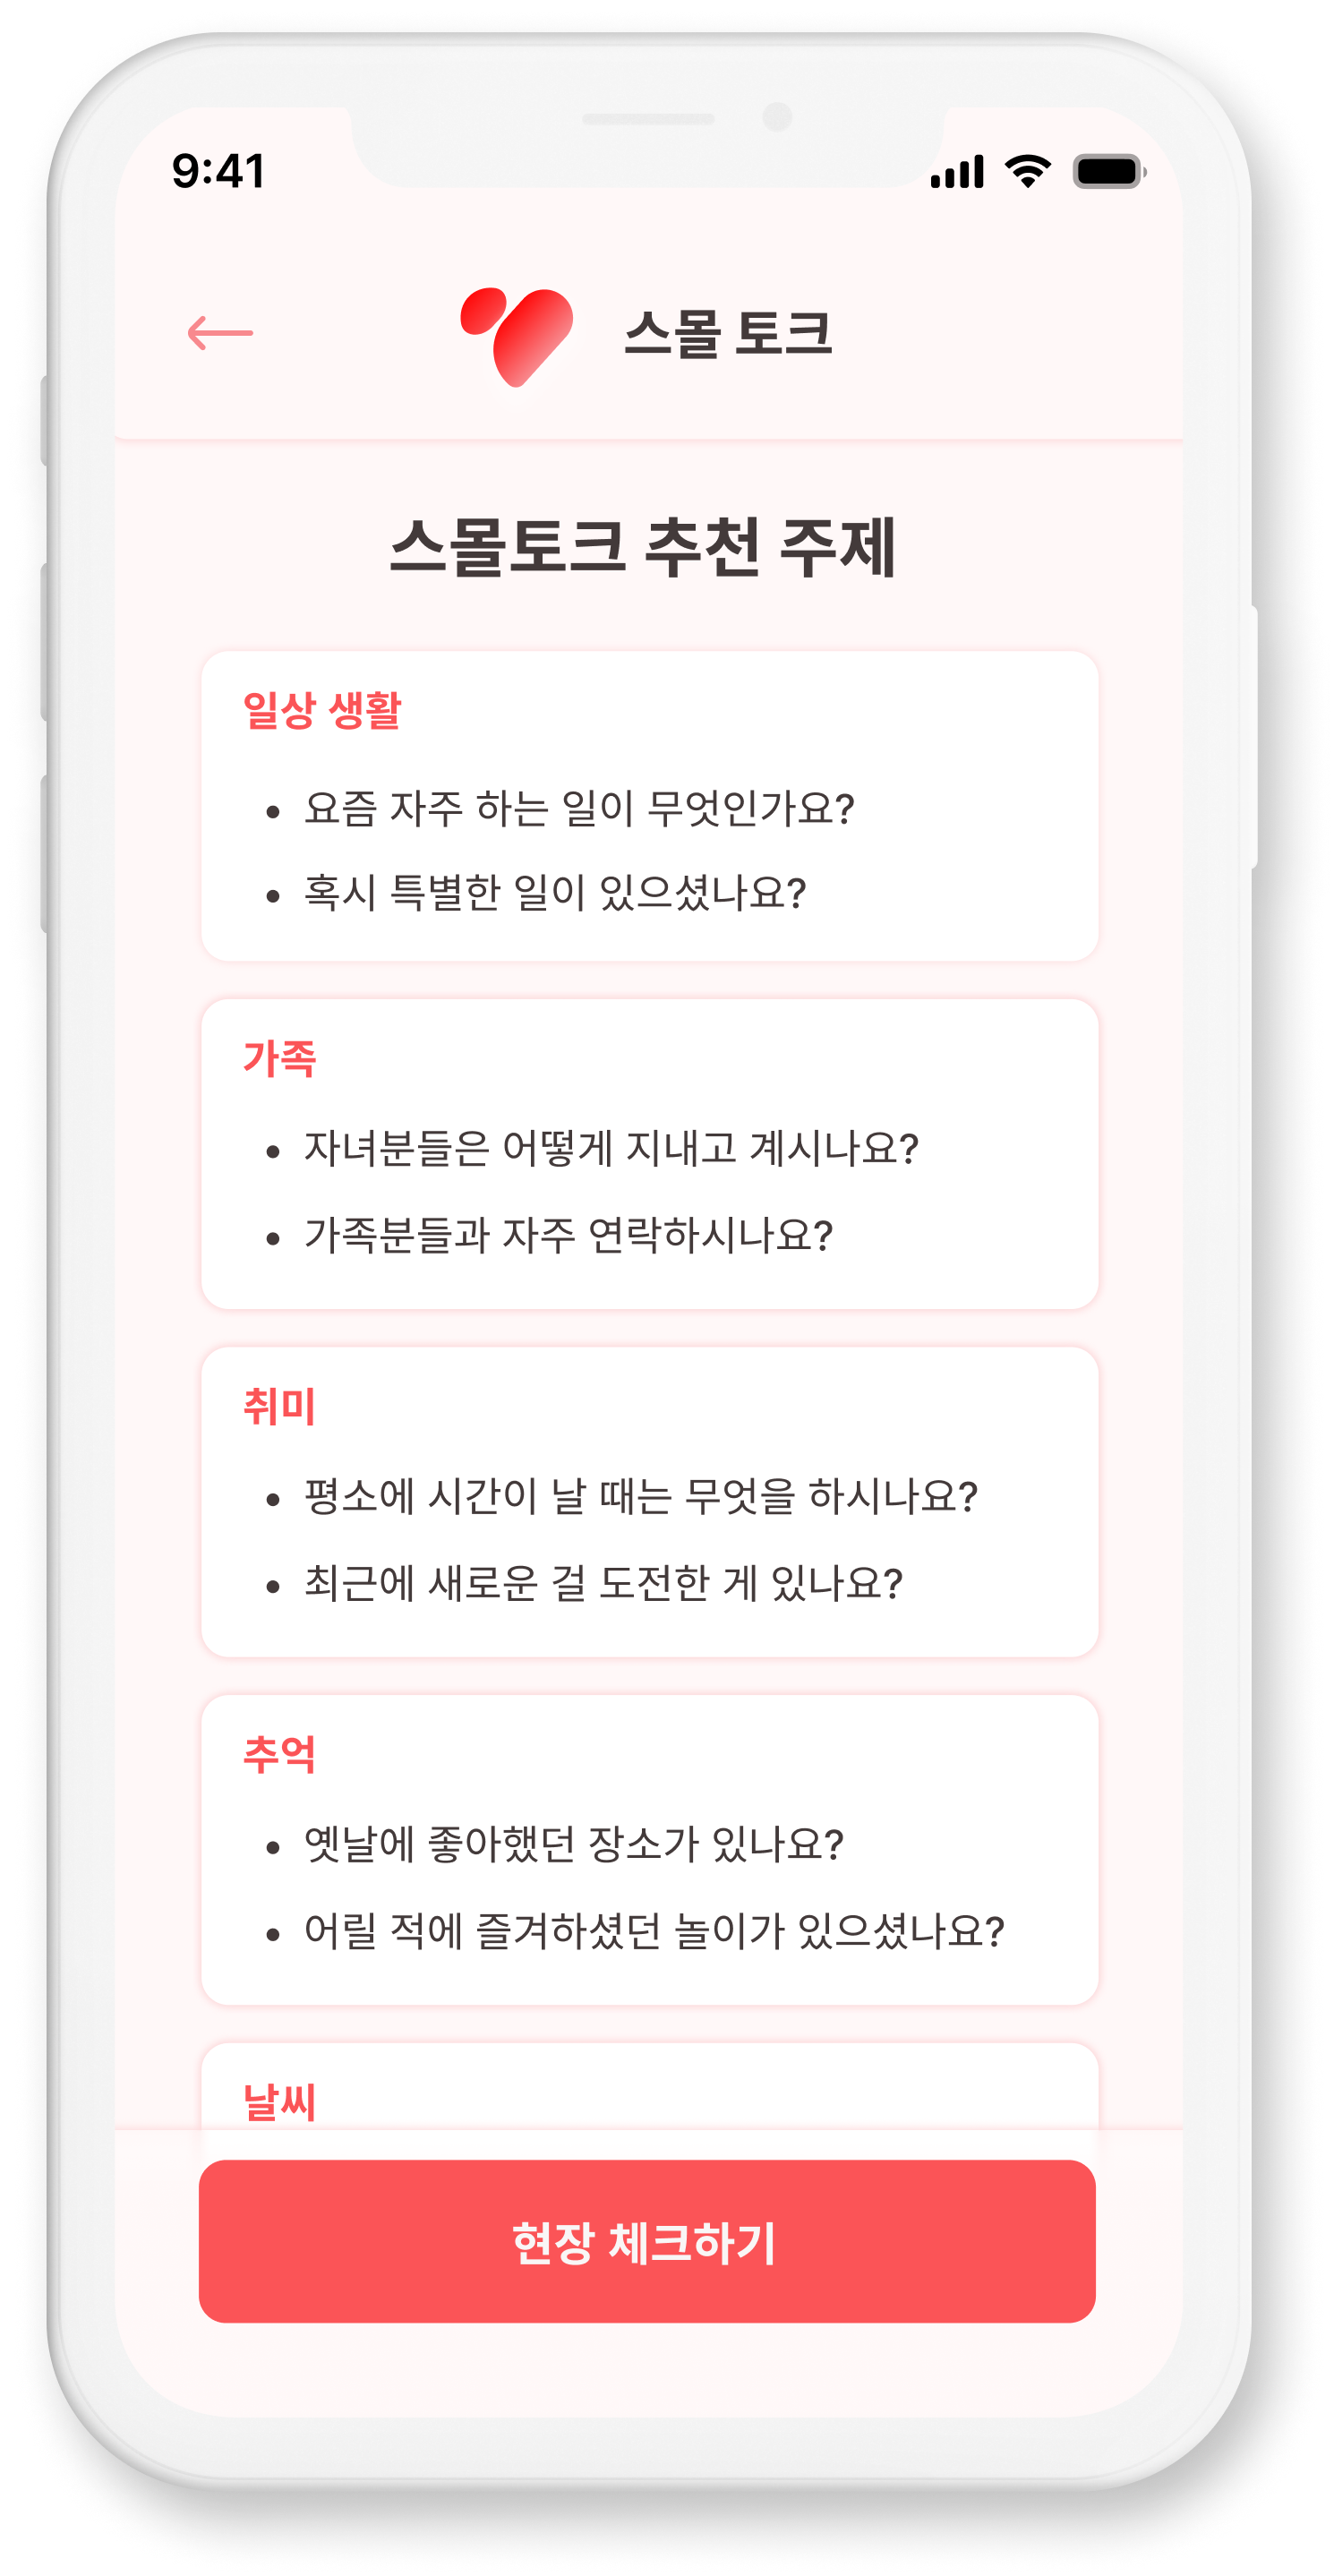 9:41
스몰 토크
스몰토크 추천 주제
일상 생활
• 요즘 자주 하는 일이 무엇인가요?
• 혹시 특별한 일이 있으셨나요?
가족
• 자녀분들은 어떻게 지내고 계시나요?
• 가족분들과 자주 연락하시나요?
취미
• 평소에 시간이 날 때는 무엇을 하시나요?
• 최근에 새로운 걸 도전한 게 있나요?
추억
• 옛날에 좋아했던 장소가 있나요?
• 어릴 적에 즐겨하셨던 놀이가 있으셨나요?
날씨
현장 체크하기